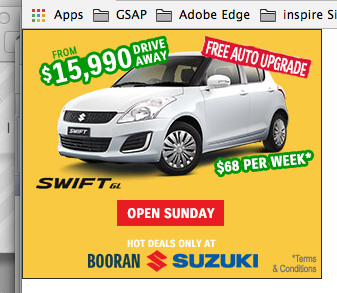 Apps GSAP Adobe Edge inspire Si
FROM
$15,990 DRIVE AWAY
FREE AUTO UPGRADE
$68 PER WEEK*
SWIFT GL
OPEN SUNDAY
HOT DEALS ONLY AT
BOORAN SUZUKI
*Terms
& Conditions